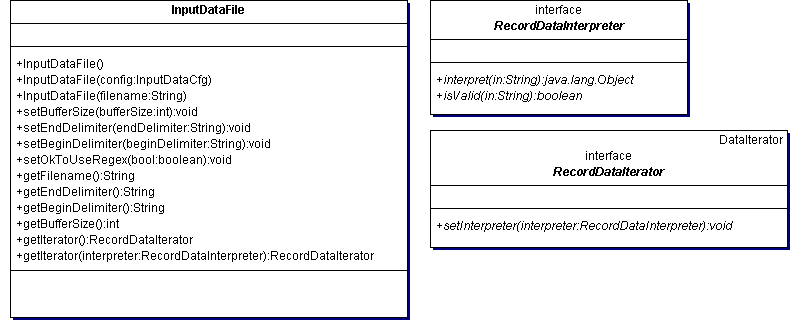 InputDataFile
+InputDataFile()
+InputDataFile(config:InputDataCfg)
+InputDataFile(filename:String)
+setBufferSize(bufferSize:int):void
+setEndDelimiter(endDelimiter:String):void
+setBeginDelimiter(beginDelimiter:String):void
+setOkToUseRegex(bool:boolean):void
+getFilename():String
+getEndDelimiter():String
+getBeginDelimiter():String
+getBufferSize():int
+getIterator():RecordDataIterator
+getIterator(interpreter:RecordDataInterpreter):RecordDataIterator
interface
RecordDataInterpreter
+interpret(in:String):java.lang.Object
+isValid(in:String):boolean
DataIterator
interface
RecordDataIterator
+setInterpreter(interpreter:RecordDataInterpreter):void